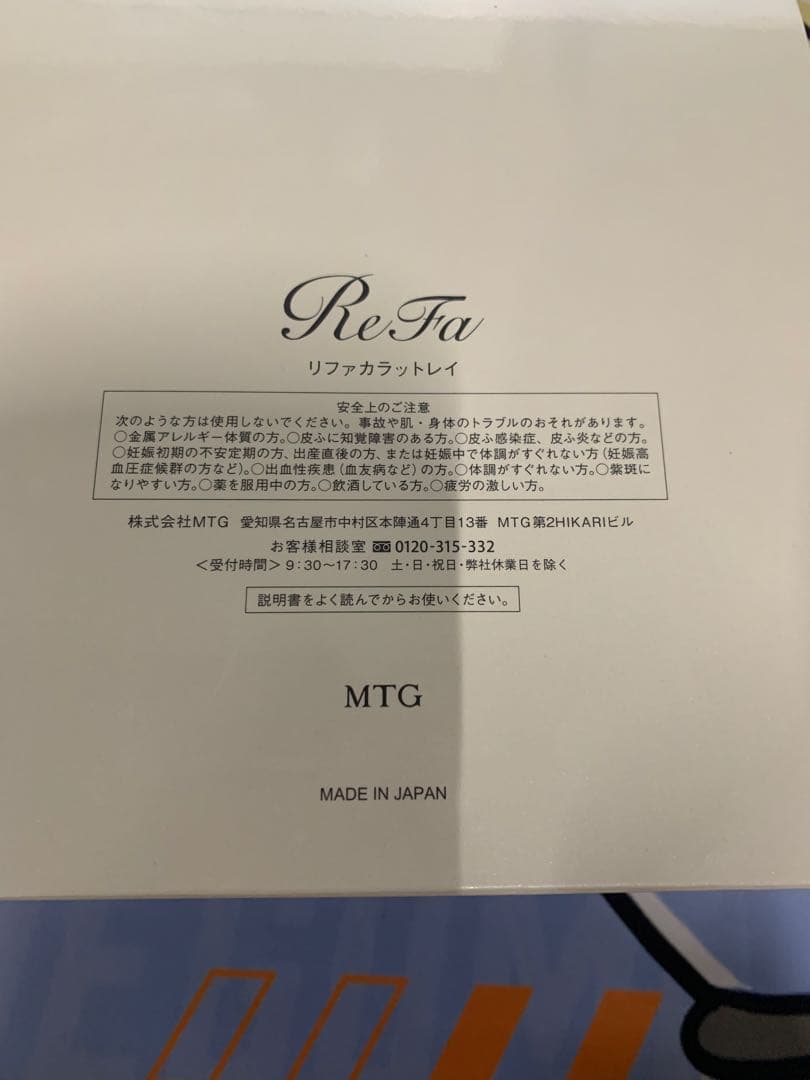 ReFa
リファカラットレイ
安全上のご注意
次のような方は使用しないでください。事故や肌・身体のトラブルのおそれがあります。
○金属アレルギー体質の方。○皮ふに知覚障害のある方。○皮ふ感染症、皮ふ炎などの方。
○妊娠初期の不安定期の方、出産直後の方、または妊娠中で体調がすぐれない方（妊娠高
血圧症候群の方など）。○出血性疾患（血友病など）の方。○体調がすぐれない方。○紫斑に
なりやすい方。○薬を服用中の方。○飲酒している方。○疲労の激しい方。
株式会社MTG 愛知県名古屋市中村区本陣通4丁目13番 MTG第2HIKARIビル
お客様相談室 0120-315-332
＜受付時間＞9：30〜17：30 土・日・祝日・弊社休業日を除く
説明書をよく読んでからお使いください。
MTG
MADE IN JAPAN